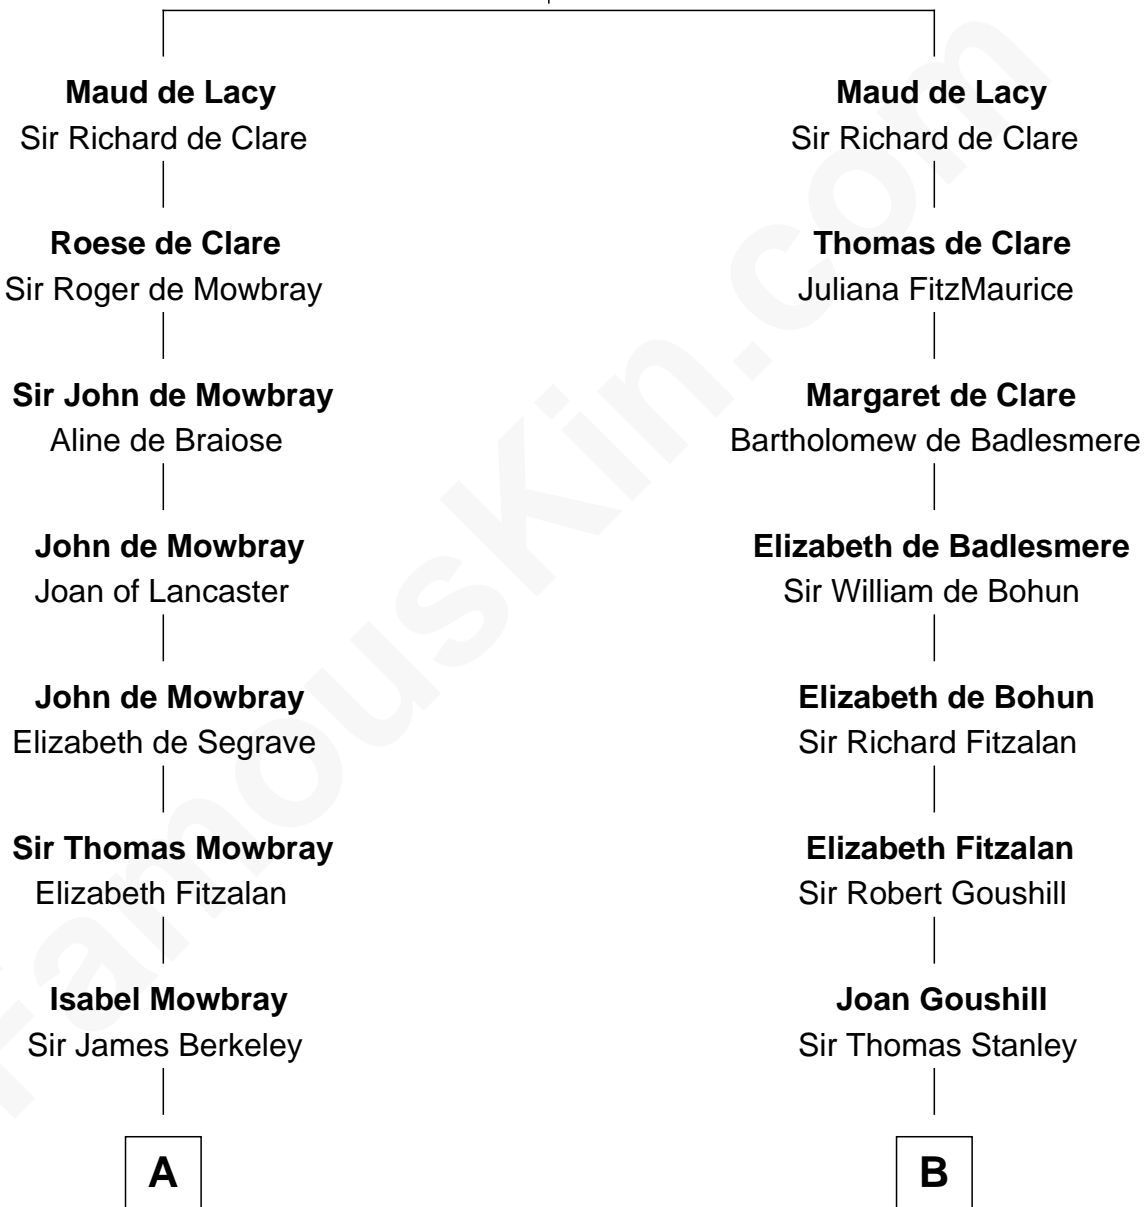 Maud de Lacy
Sir Richard de Clare
Roese de Clare
Sir Roger de Mowbray
Sir John de Mowbray
Aline de Braiose
John de Mowbray
Joan of Lancaster
John de Mowbray
Elizabeth de Segrave
Sir Thomas Mowbray
Elizabeth Fitzalan
Isabel Mowbray
Sir James Berkeley
A
Maud de Lacy
Sir Richard de Clare
Thomas de Clare
Juliana FitzMaurice
Margaret de Clare
Bartholomew de Badlesmere
Elizabeth de Badlesmere
Sir William de Bohun
Elizabeth de Bohun
Sir Richard Fitzalan
Elizabeth Fitzalan
Sir Robert Goushill
Joan Goushill
Sir Thomas Stanley
B
FamousKin.com